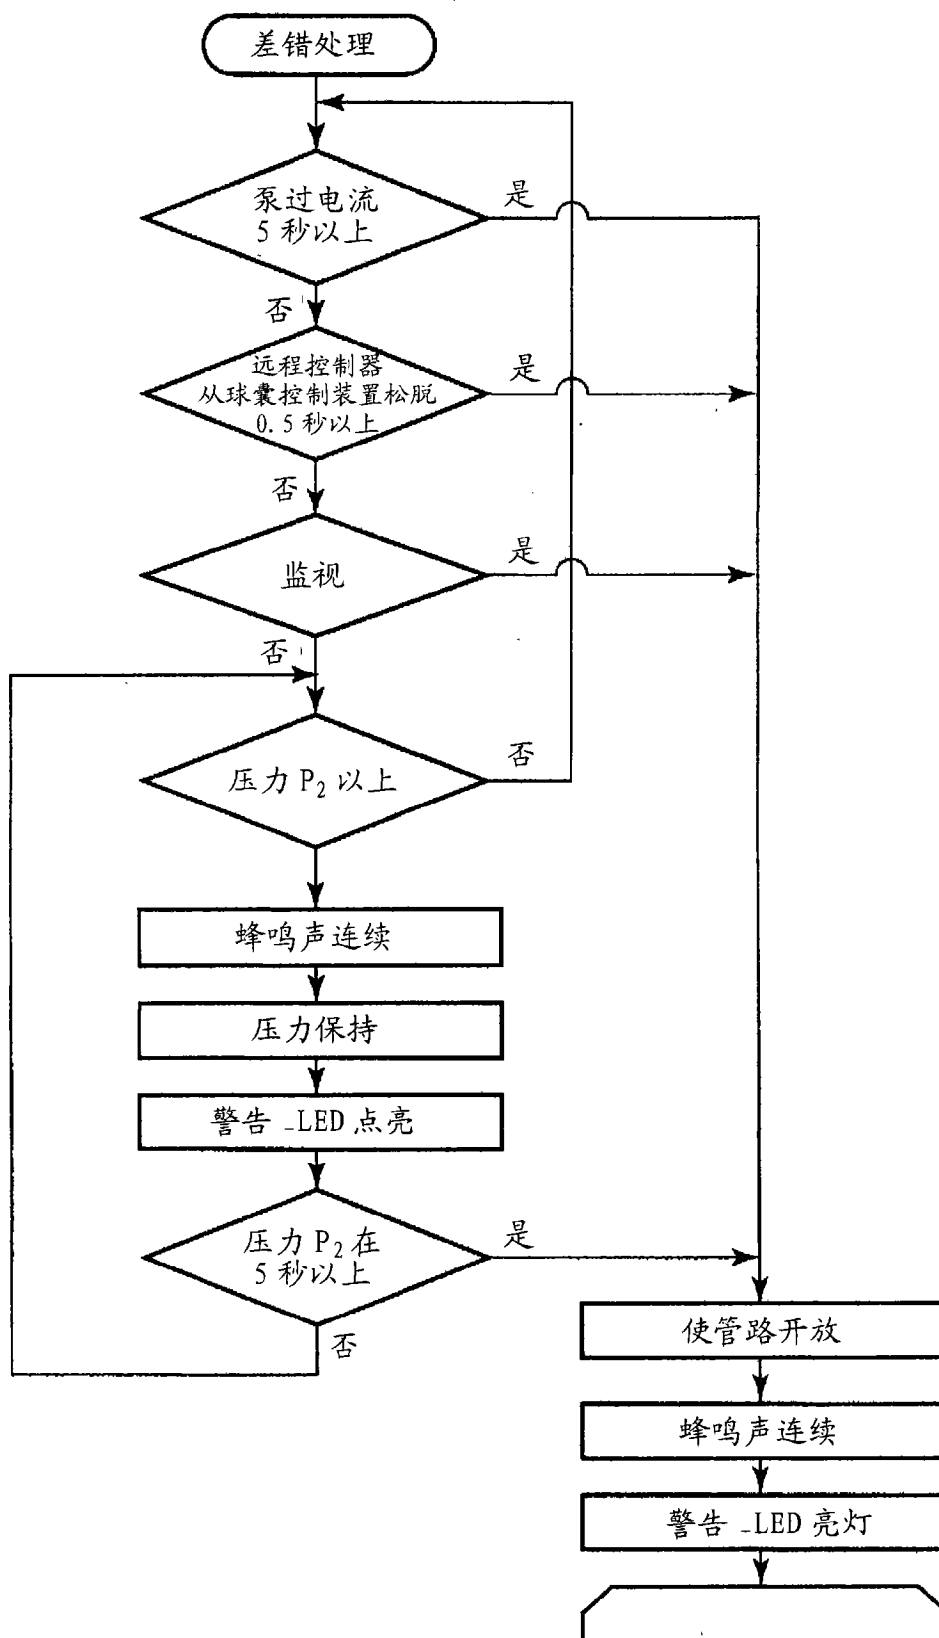 差错处理
泵过电流
5 秒以上
是
否
远程控制器
从球囊控制装置松脱
0.5 秒以上
是
否
监视
是
否
压力 P₂ 以上
否
蜂鸣声连续
压力保持
警告 _LED 点亮
压力 P₂ 在
5 秒以上
是
否
使管路开放
蜂鸣声连续
警告 _LED 亮灯